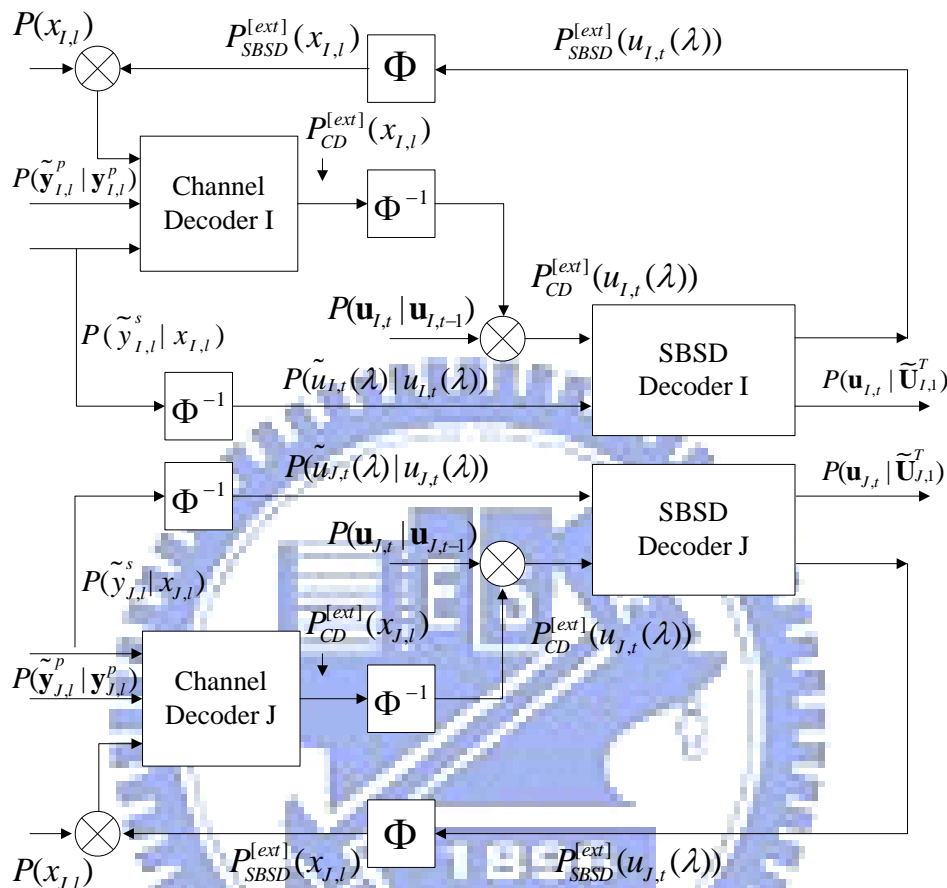 P(x_{I,l})
P_{SBSD}^{[ext]}(x_{I,l})
Φ
P_{SBSD}^{[ext]}(u_{I,t}(λ))
P_{CD}^{[ext]}(x_{I,l})
P(ỹ_{I,l}^p | y_{I,l}^p)
Channel
Decoder I
Φ^{-1}
P_{CD}^{[ext]}(u_{I,t}(λ))
P(u_{I,t} | u_{I,t-1})
P(ỹ_{I,l}^s | x_{I,l})
SBSD
Decoder I
P(ũ_{I,t}(λ) | u_{I,t}(λ))
P(u_{I,t} | Ũ_{I,1}^T)
Φ^{-1}
P(ũ_{J,t}(λ) | u_{J,t}(λ))
P(u_{J,t} | Ũ_{J,1}^T)
Φ^{-1}
SBSD
Decoder J
P(u_{J,t} | u_{J,t-1})
P(ỹ_{J,l}^s | x_{J,l})
P_{CD}^{[ext]}(x_{J,l})
P_{CD}^{[ext]}(u_{J,t}(λ))
P(ỹ_{J,l}^p | y_{J,l}^p)
Channel
Decoder J
Φ^{-1}
Φ
P(x_{J,l})
P_{SBSD}^{[ext]}(x_{J,l})
P_{SBSD}^{[ext]}(u_{J,t}(λ))
1896